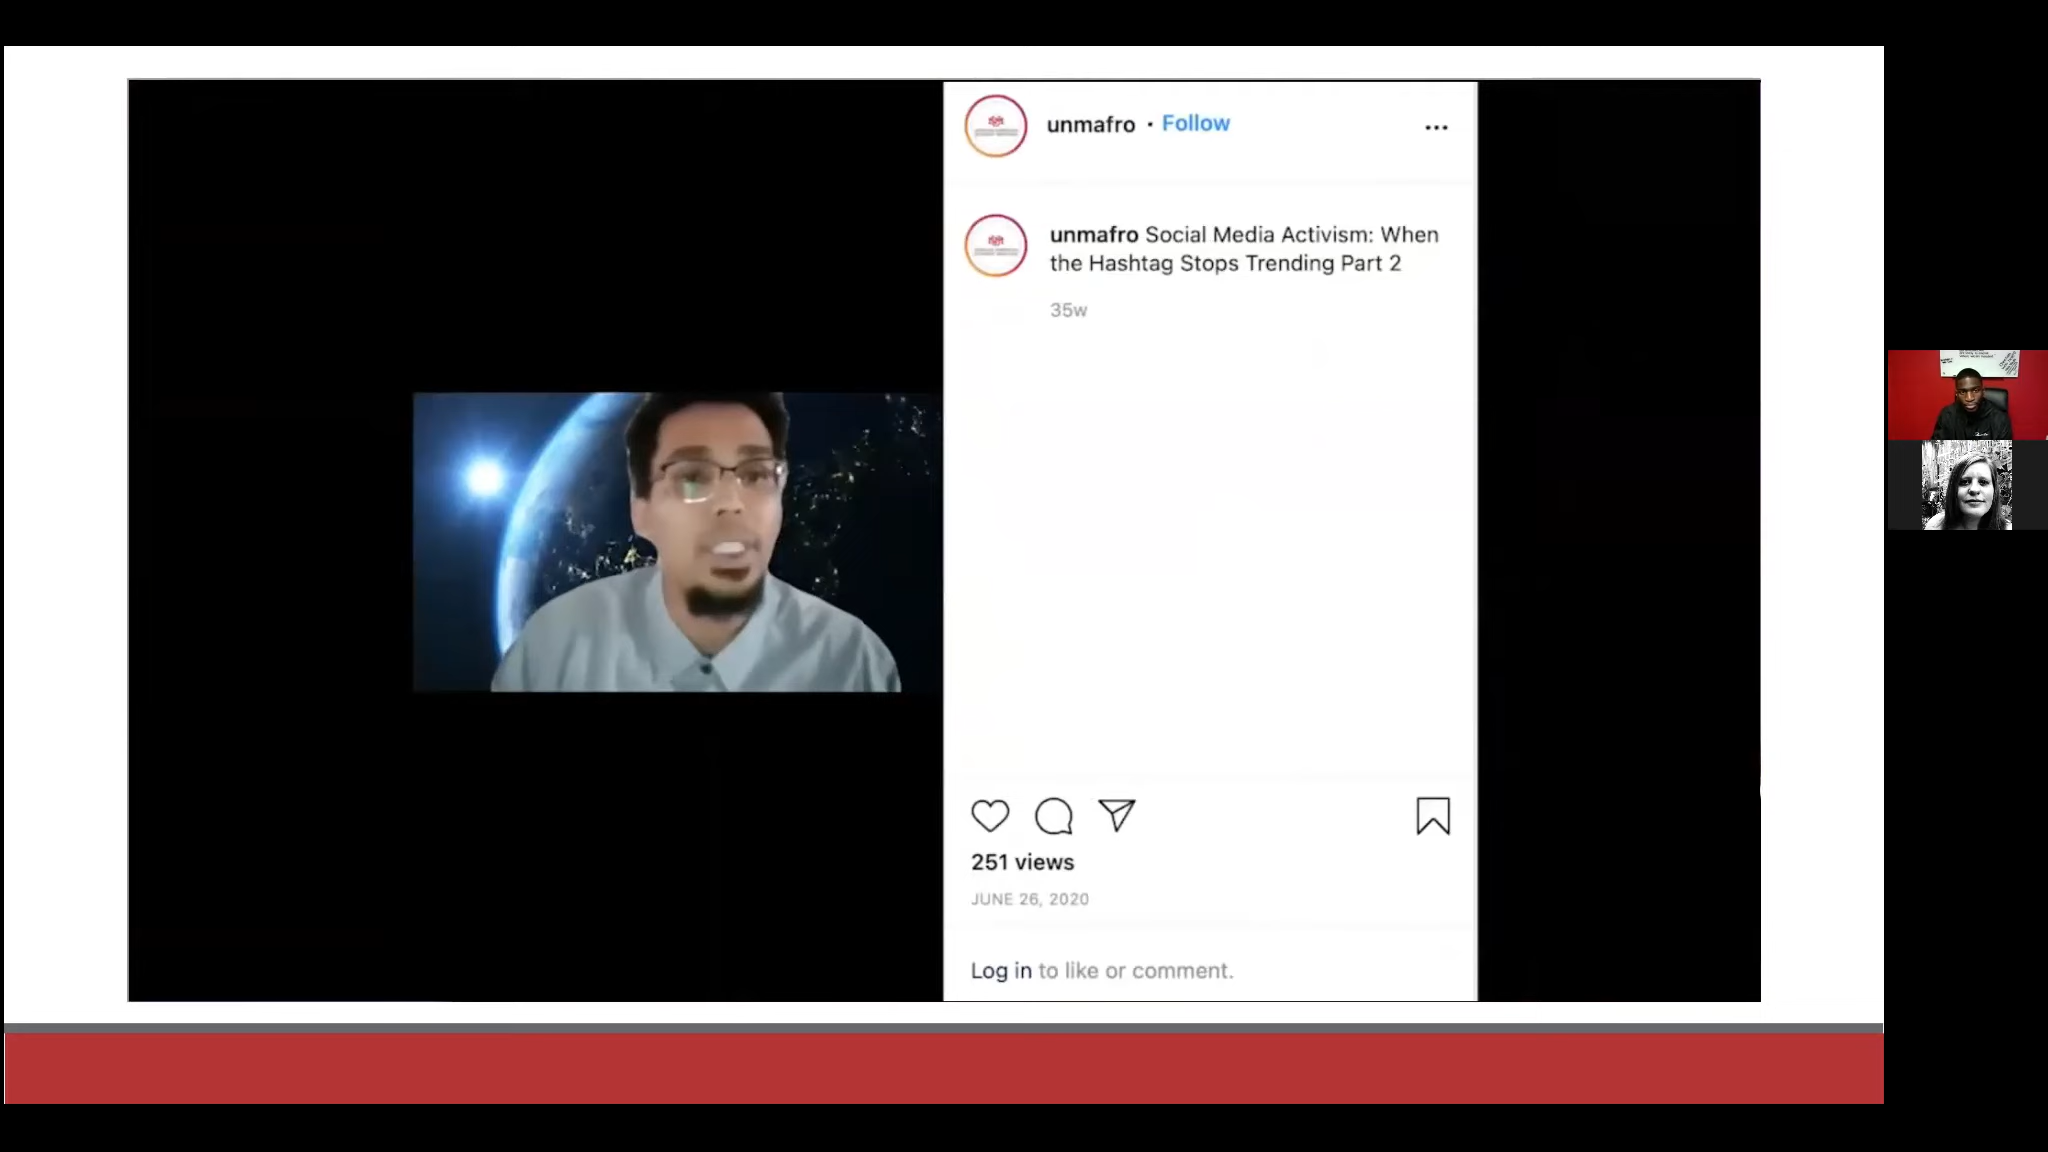 unmafro • Follow
unmafro Social Media Activism: When
the Hashtag Stops Trending Part 2
35w
251 views
JUNE 26, 2020
Log in to like or comment.